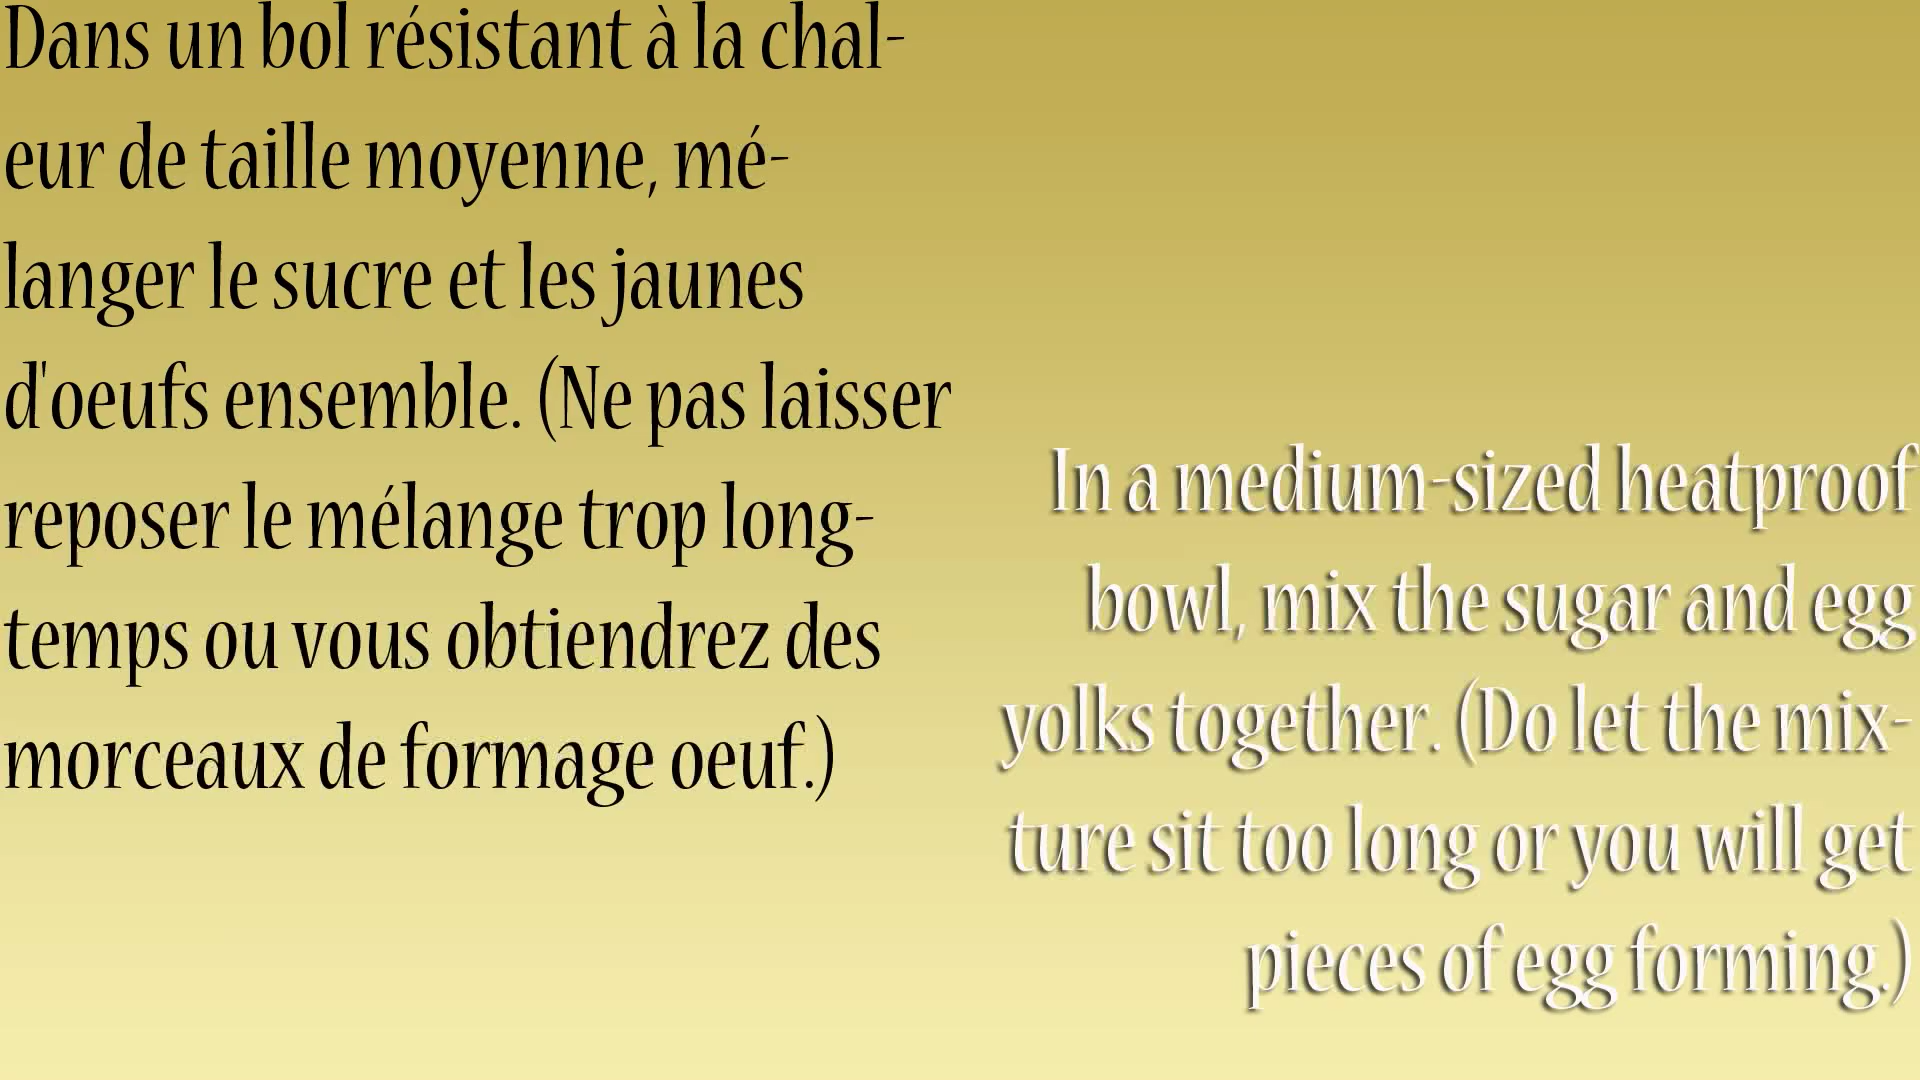 Dans un bol résistant à la chal-
eur de taille moyenne, mé-
langer le sucre et les jaunes
d'oeufs ensemble. (Ne pas laisser
reposer le mélange trop long-
temps ou vous obtiendrez des
morceaux de formage oeuf.)
In a medium-sized heatproof
bowl, mix the sugar and egg
yolks together. (Do let the mix-
ture sit too long or you will get
pieces of egg forming.)